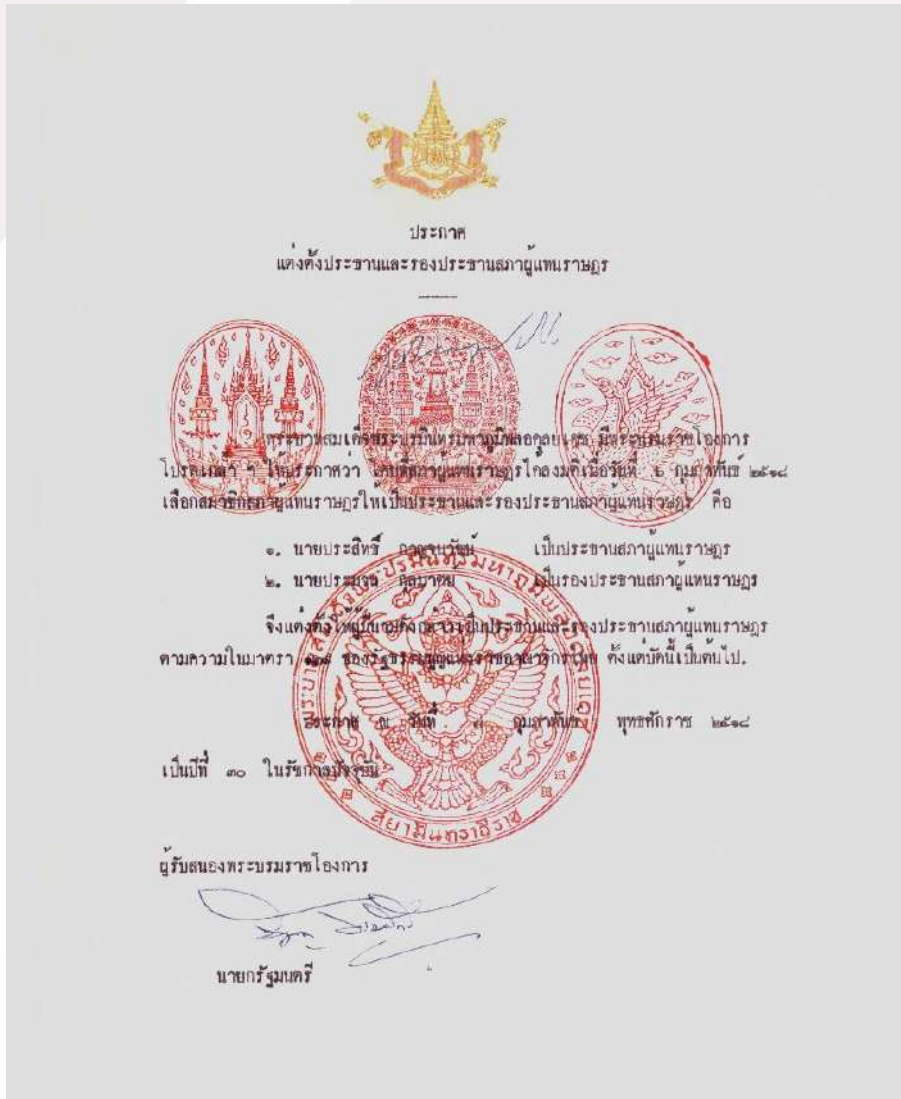 ประกาศ
แต่งตั้งประธานและรองประธานสภาผู้แทนราษฎร
พระบาทสมเด็จพระปรมินทรมหาภูมิพลอดุลยเดช มีพระบรมราชโองการ
โปรดเกล้า ฯ ให้ประกาศว่า โดยที่สภาผู้แทนราษฎรได้ลงมติเมื่อวันที่ ๖ กุมภาพันธ์ ๒๕๑๘
เลือกสมาชิกสภาผู้แทนราษฎรให้เป็นประธานและรองประธานสภาผู้แทนราษฎร คือ
๑. นายประสิทธิ์ กาญจนวัฒน์ เป็นประธานสภาผู้แทนราษฎร
๒. นายประมวล กุลมาตย์ เป็นรองประธานสภาผู้แทนราษฎร
จึงแต่งตั้งให้ผู้มีนามดังกล่าวเป็นประธานและรองประธานสภาผู้แทนราษฎร
ตามความในมาตรา ของรัฐธรรมนูญแห่งราชอาณาจักรไทย ตั้งแต่บัดนี้เป็นต้นไป.
ประกาศ ณ วันที่ ๗ กุมภาพันธ์ พุทธศักราช ๒๕๑๘
เป็นปีที่ ๓๐ ในรัชกาลปัจจุบัน
สยามินทราธิราช
ผู้รับสนองพระบรมราชโองการ
นายกรัฐมนตรี